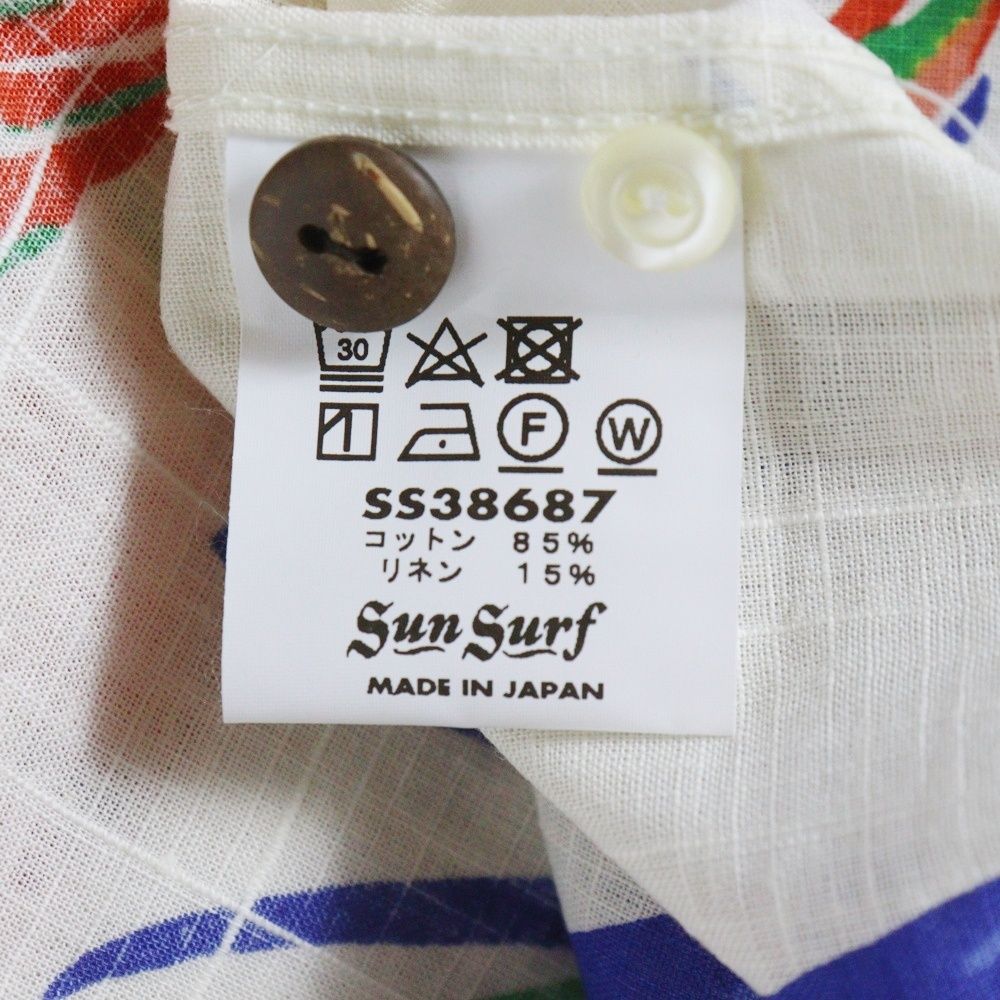 30
F W
SS38687
コットン 85%
リネン 15%
Sun Surf
MADE IN JAPAN